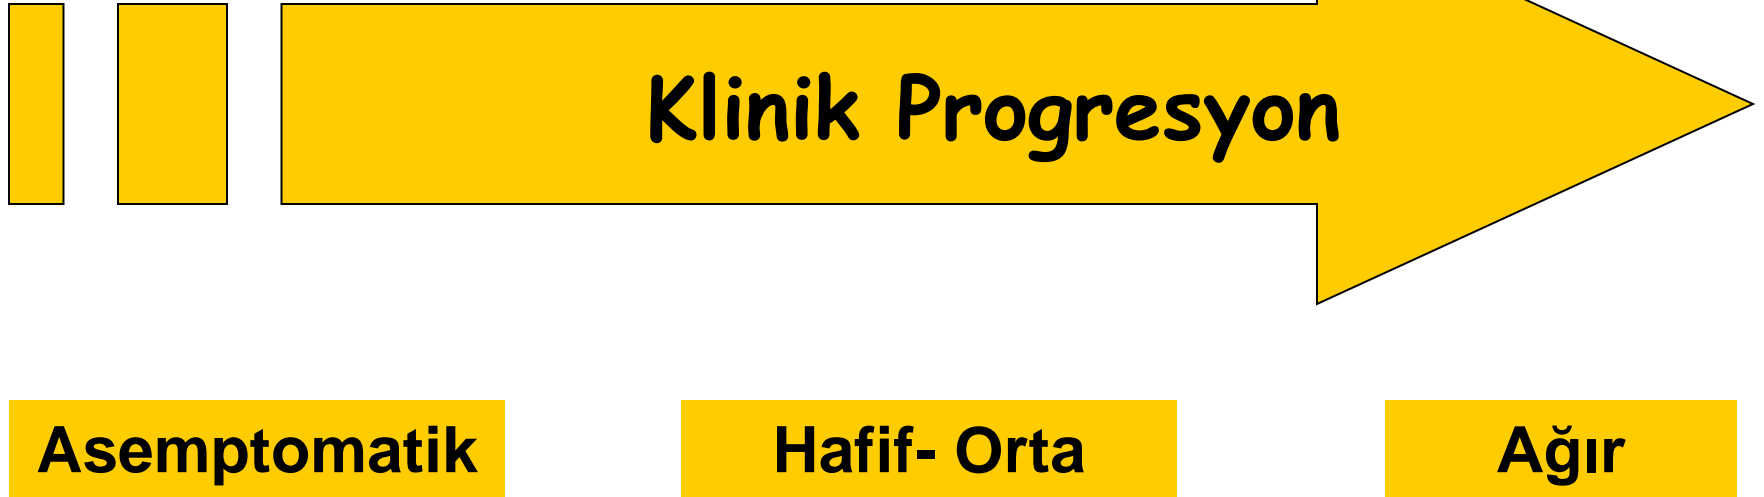 Klinik Progresyon
Asemptomatik
Hafif- Orta
Ağır